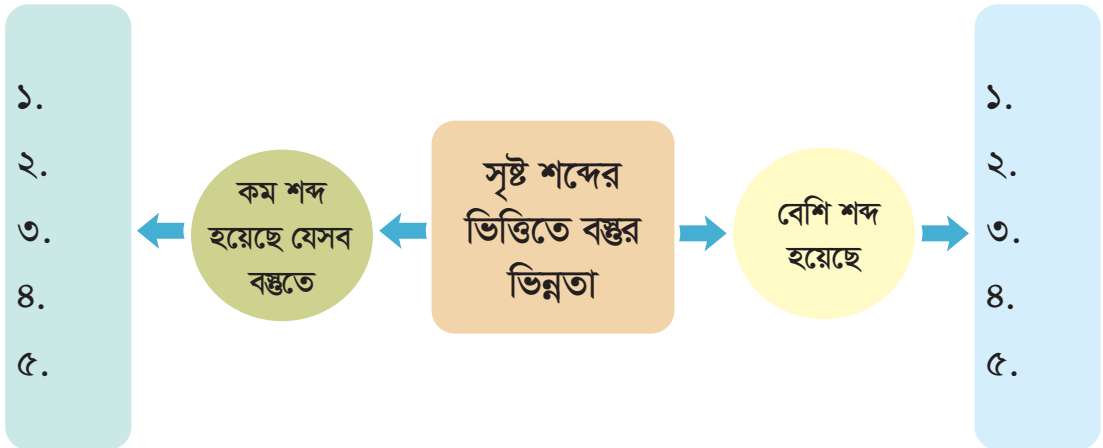 ১.
২.
৩.
৪.
৫.
কম শব্দ
হয়েছে যেসব
বস্তুতে
সৃষ্ট শব্দের
ভিত্তিতে বস্তুর
ভিন্নতা
বেশি শব্দ
হয়েছে
১.
২.
৩.
৪.
৫.